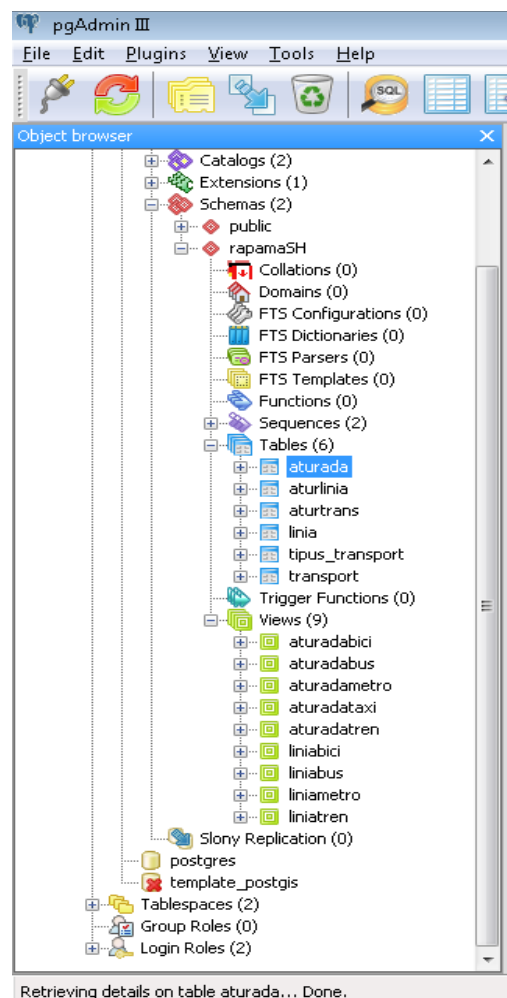 pgAdmin III
File Edit Plugins View Tools Help
SQL
Object browser
Catalogs (2)
Extensions (1)
Schemas (2)
public
rapamaSH
Collations (0)
Domains (0)
FTS Configurations (0)
FTS Dictionaries (0)
FTS Parsers (0)
FTS Templates (0)
Functions (0)
Sequences (2)
Tables (6)
aturada
aturlinia
aturtrans
linia
tipus_transport
transport
Trigger Functions (0)
Views (9)
aturadabici
aturadabus
aturadametro
aturadataxi
aturadatren
liniabici
liniabus
liniametro
liniatren
Slony Replication (0)
postgres
template_postgis
Tablespaces (2)
Group Roles (0)
Login Roles (2)
Retrieving details on table aturada... Done.